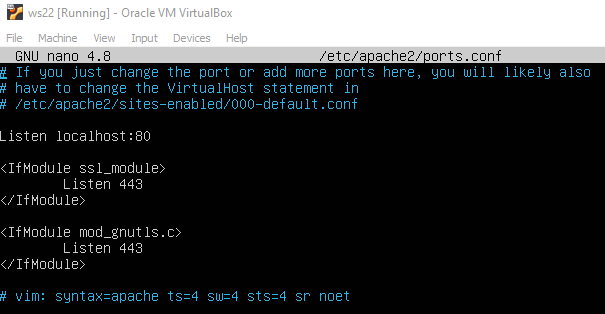 ws22 [Running] - Oracle VM VirtualBox
File Machine View Input Devices Help
GNU nano 4.8 /etc/apache2/ports.conf
# If you just change the port or add more ports here, you will likely also
# have to change the VirtualHost statement in
# /etc/apache2/sites-enabled/000-default.conf
Listen localhost:80
<IfModule ssl_module>
Listen 443
</IfModule>
<IfModule mod_gnutls.c>
Listen 443
</IfModule>
# vim: syntax=apache ts=4 sw=4 sts=4 sr noet